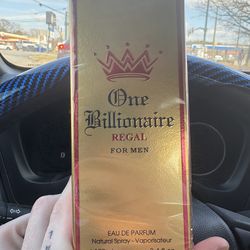 One
Billionaire
REGAL
FOR MEN
EAU DE PARFUM
Natural Spray - Vaporisateur